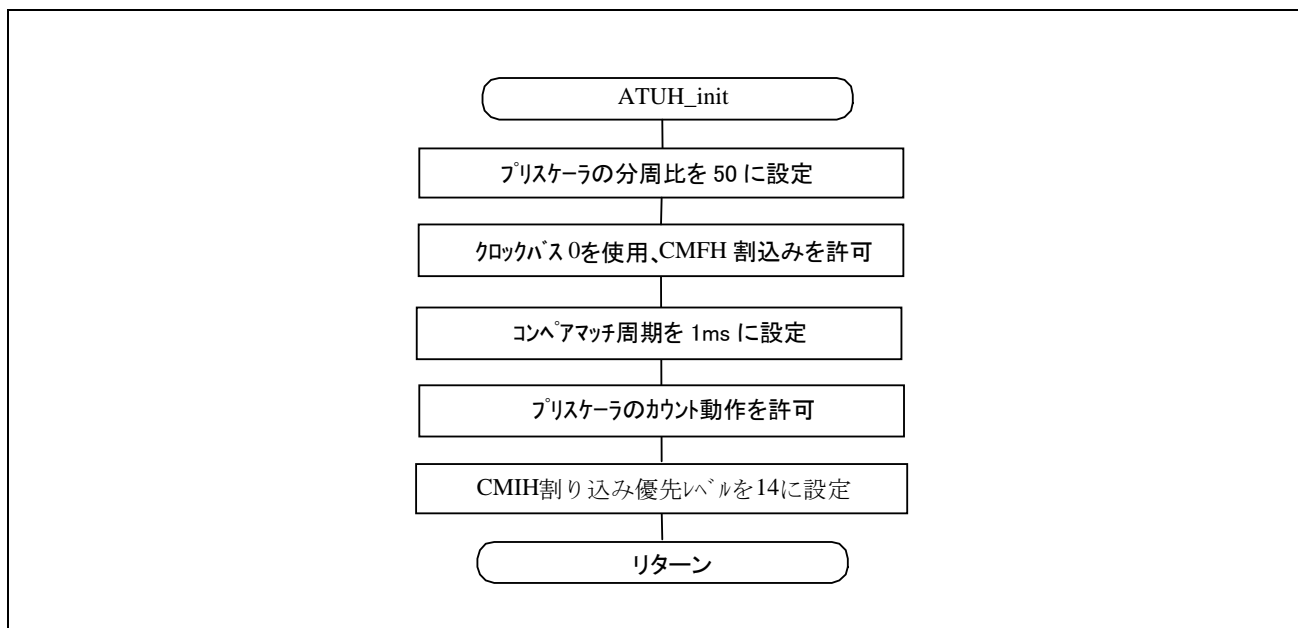 ATUH_init
ﾌﾟﾘｽｹｰﾗの分周比を 50 に設定
ｸﾛｯｸﾊﾞｽ 0を使用、CMFH 割込みを許可
ｺﾝﾍﾟｱﾏｯﾁ周期を 1ms に設定
ﾌﾟﾘｽｹｰﾗのｶｳﾝﾄ動作を許可
CMIH割り込み優先ﾚﾍﾞﾙを14に設定
リターン